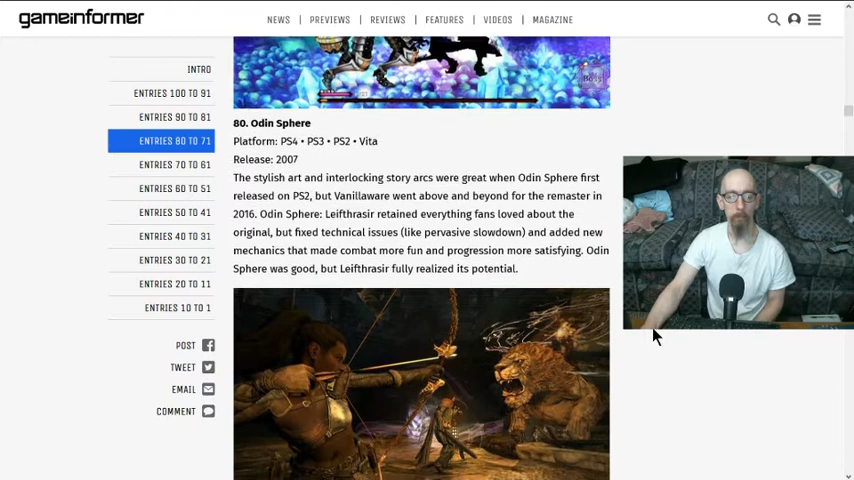 gameinformer
NEWS | PREVIEWS | REVIEWS | FEATURES | VIDEOS | MAGAZINE
INTRO
ENTRIES 100 TO 91
ENTRIES 90 TO 81
ENTRIES 80 TO 71
ENTRIES 70 TO 61
ENTRIES 60 TO 51
ENTRIES 50 TO 41
ENTRIES 40 TO 31
ENTRIES 30 TO 21
ENTRIES 20 TO 11
ENTRIES 10 TO 1
POST
TWEET
EMAIL
COMMENT
Boss
80. Odin Sphere
Platform: PS4 • PS3 • PS2 • Vita
Release: 2007
The stylish art and interlocking story arcs were great when Odin Sphere first
released on PS2, but Vanillaware went above and beyond for the remaster in
2016. Odin Sphere: Leifthrasir retained everything fans loved about the
original, but fixed technical issues (like pervasive slowdown) and added new
mechanics that made combat more fun and progression more satisfying. Odin
Sphere was good, but Leifthrasir fully realized its potential.